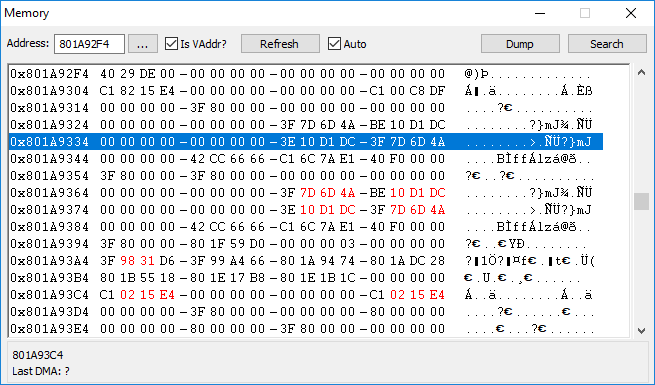 Memory
Address: 801A92F4 ... Is VAddr? Refresh Auto Dump Search
0x801A92F4 40 29 DE 00-00 00 00 00-00 00 00 00-00 00 00 00 @)Þ.............
0x801A9304 C1 82 15 E4-00 00 00 00-00 00 00 00-C1 00 C8 DF
0x801A9314 00 00 00 00-3F 80 00 00-00 00 00 00-00 00 00 00 ....?€..........
0x801A9324 00 00 00 00-00 00 00 00-3F 7D 6D 4A-BE 10 D1 DC ........?}mJ¾.ÑÜ
0x801A9334 00 00 00 00-00 00 00 00-3E 10 D1 DC-3F 7D 6D 4A ........>.ÑÜ?}mJ
0x801A9344 00 00 00 00-42 CC 66 66-C1 6C 7A E1-40 F0 00 00 ....BÌffÁlzá@ð..
0x801A9354 3F 80 00 00-3F 80 00 00-00 00 00 00-00 00 00 00 ?€..?€..........
0x801A9364 00 00 00 00-00 00 00 00-3F 7D 6D 4A-BE 10 D1 DC ........?}mJ¾.ÑÜ
0x801A9374 00 00 00 00-00 00 00 00-3E 10 D1 DC-3F 7D 6D 4A ........>.ÑÜ?}mJ
0x801A9384 00 00 00 00-42 CC 66 66-C1 6C 7A E1-40 F0 00 00 ....BÌffÁlzá@ð..
0x801A9394 3F 80 00 00-80 1F 59 D0-00 00 00 03-00 00 00 00 ?€..€.YÐ........
0x801A93A4 3F 98 31 D6-3F 99 A4 66-80 1A 94 74-80 1A DC 28
0x801A93B4 80 1B 55 18-80 1E 17 B8-80 1E 1B 1C-00 00 00 00 €.U.€..¸€.......
0x801A93C4 C1 02 15 E4-00 00 00 00-00 00 00 00-C1 02 15 E4 Á..ä........Á..ä
0x801A93D4 00 00 00 00-3F 80 00 00-00 00 00 00-00 00 00 00 ....?€..........
0x801A93E4 00 00 00 00-00 00 00 00-3F 80 00 00-00 00 00 00 ........?€......
801A93C4
Last DMA: ?